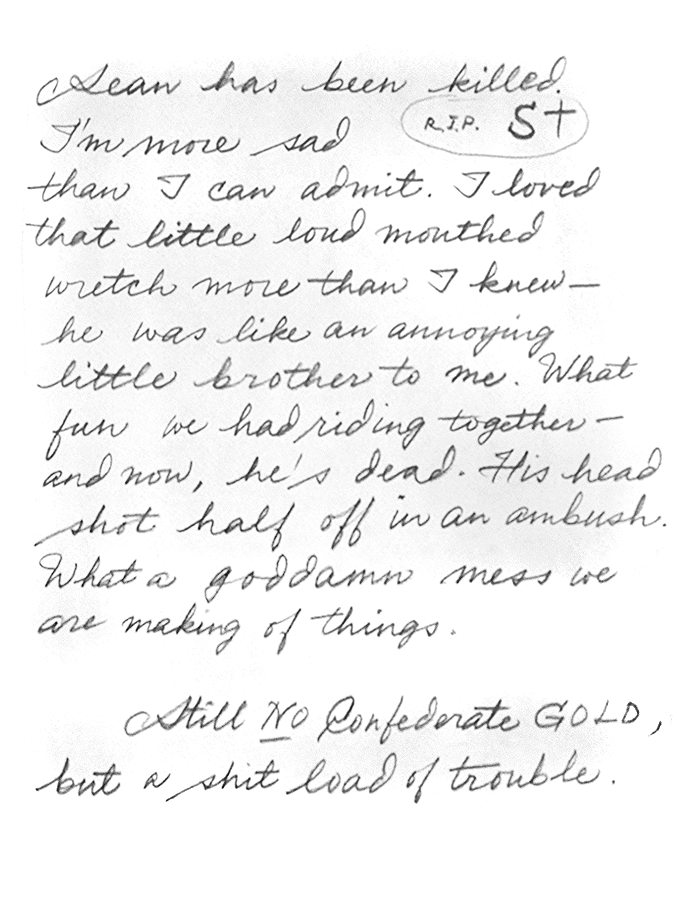 Sean has been killed.
R.I.P. S†
I'm more sad
than I can admit. I loved
that little loud mouthed
wretch more than I knew—
he was like an annoying
little brother to me. What
fun we had riding together—
and now, he's dead. His head
shot half off in an ambush.
What a goddamn mess we
are making of things.
Still NO Confederate GOLD,
but a shit load of trouble.